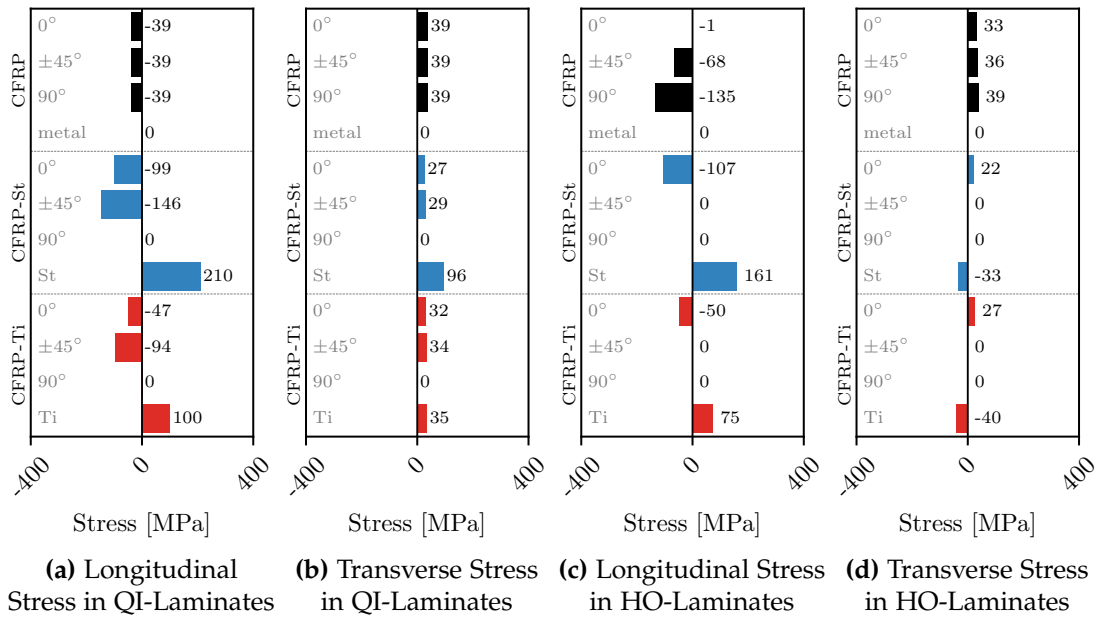 CFRP
0° -39
±45° -39
90° -39
metal 0
CFRP-St
0° -99
±45° -146
90° 0
St 210
CFRP-Ti
0° -47
±45° -94
90° 0
Ti 100
-400 0 400
Stress [MPa]
(a) Longitudinal
Stress in QI-Laminates
CFRP
0° 39
±45° 39
90° 39
metal 0
CFRP-St
0° 27
±45° 29
90° 0
St 96
CFRP-Ti
0° 32
±45° 34
90° 0
Ti 35
-400 0 400
Stress [MPa]
(b) Transverse Stress
in QI-Laminates
CFRP
0° -1
±45° -68
90° -135
metal 0
CFRP-St
0° -107
±45° 0
90° 0
St 161
CFRP-Ti
0° -50
±45° 0
90° 0
Ti 75
-400 0 400
Stress [MPa]
(c) Longitudinal Stress
in HO-Laminates
CFRP
0° 33
±45° 36
90° 39
metal 0
CFRP-St
0° 22
±45° 0
90° 0
St -33
CFRP-Ti
0° 27
±45° 0
90° 0
Ti -40
-400 0 400
Stress [MPa]
(d) Transverse Stress
in HO-Laminates